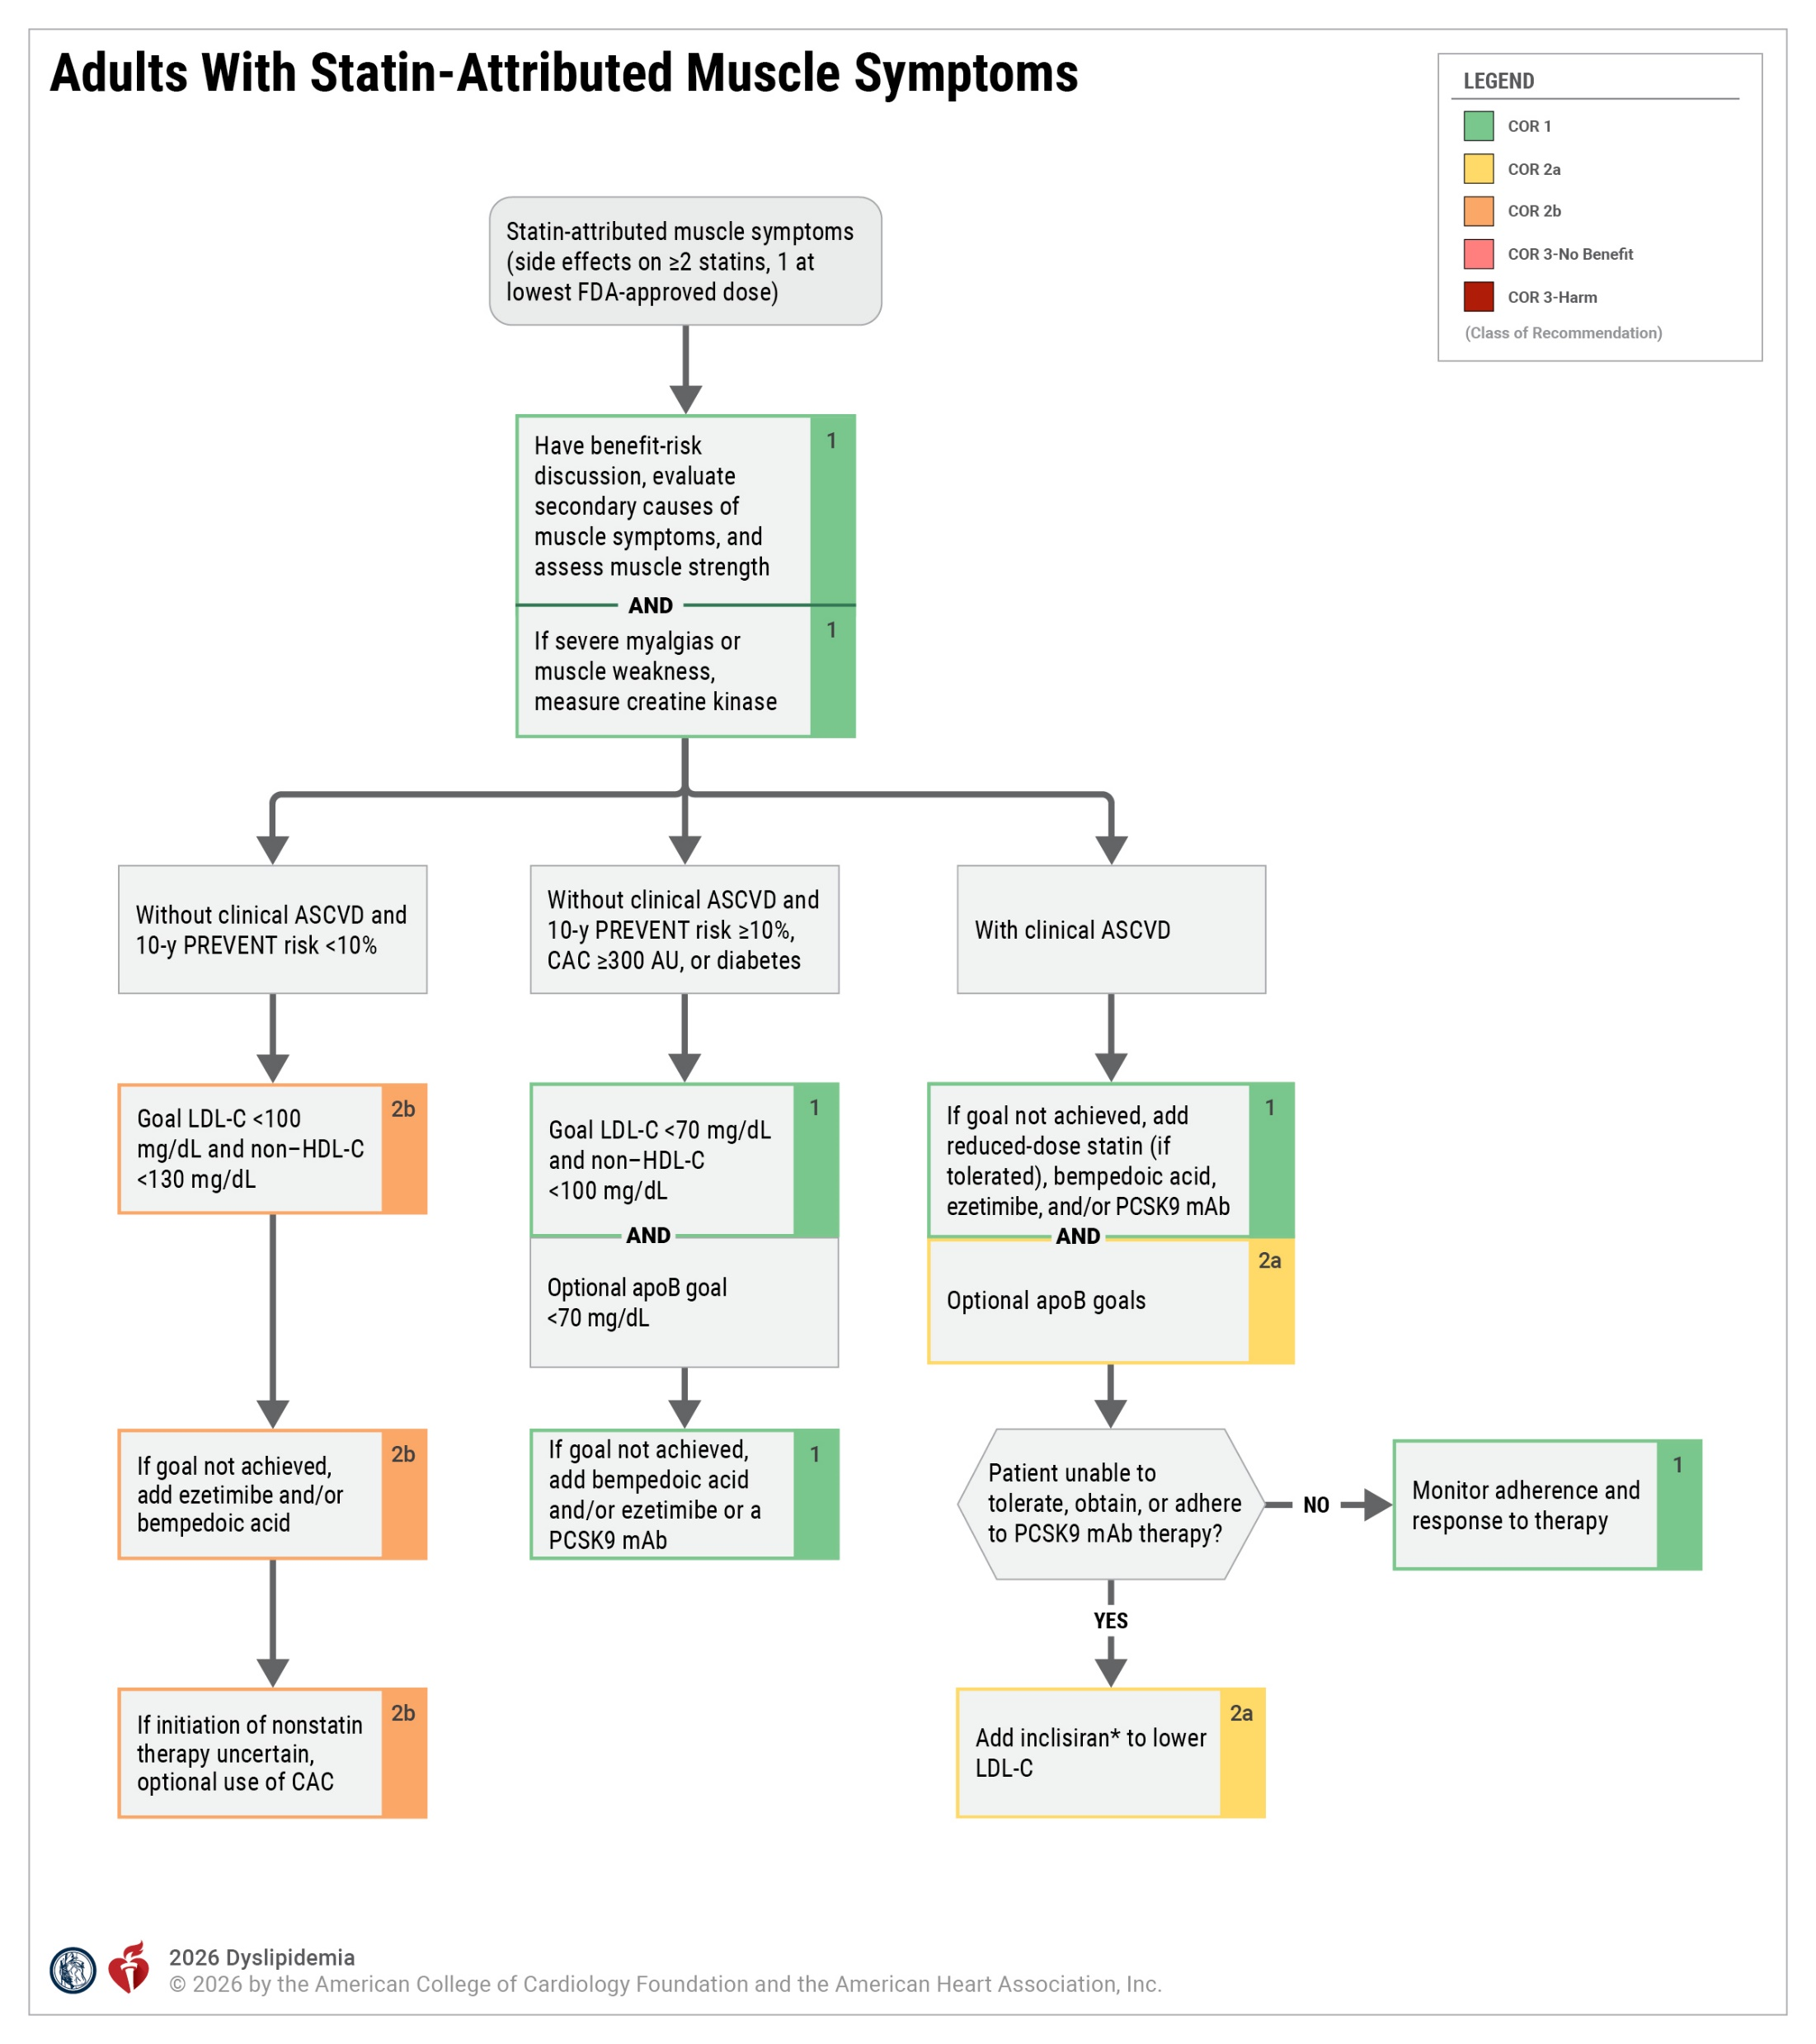 Adults With Statin-Attributed Muscle Symptoms
LEGEND
COR 1
COR 2a
COR 2b
COR 3-No Benefit
COR 3-Harm
(Class of Recommendation)
Statin-attributed muscle symptoms
(side effects on ≥2 statins, 1 at
lowest FDA-approved dose)
1
Have benefit-risk
discussion, evaluate
secondary causes of
muscle symptoms, and
assess muscle strength
AND
1
If severe myalgias or
muscle weakness,
measure creatine kinase
Without clinical ASCVD and
10-y PREVENT risk <10%
2b
Goal LDL-C <100
mg/dL and non–HDL-C
<130 mg/dL
2b
If goal not achieved,
add ezetimibe and/or
bempedoic acid
2b
If initiation of nonstatin
therapy uncertain,
optional use of CAC
Without clinical ASCVD and
10-y PREVENT risk ≥10%,
CAC ≥300 AU, or diabetes
1
Goal LDL-C <70 mg/dL
and non–HDL-C
<100 mg/dL
AND
Optional apoB goal
<70 mg/dL
1
If goal not achieved,
add bempedoic acid
and/or ezetimibe or a
PCSK9 mAb
With clinical ASCVD
1
If goal not achieved, add
reduced-dose statin (if
tolerated), bempedoic acid,
ezetimibe, and/or PCSK9 mAb
AND
2a
Optional apoB goals
Patient unable to
tolerate, obtain, or adhere
to PCSK9 mAb therapy?
NO
1
Monitor adherence and
response to therapy
YES
2a
Add inclisiran* to lower
LDL-C
2026 Dyslipidemia
© 2026 by the American College of Cardiology Foundation and the American Heart Association, Inc.